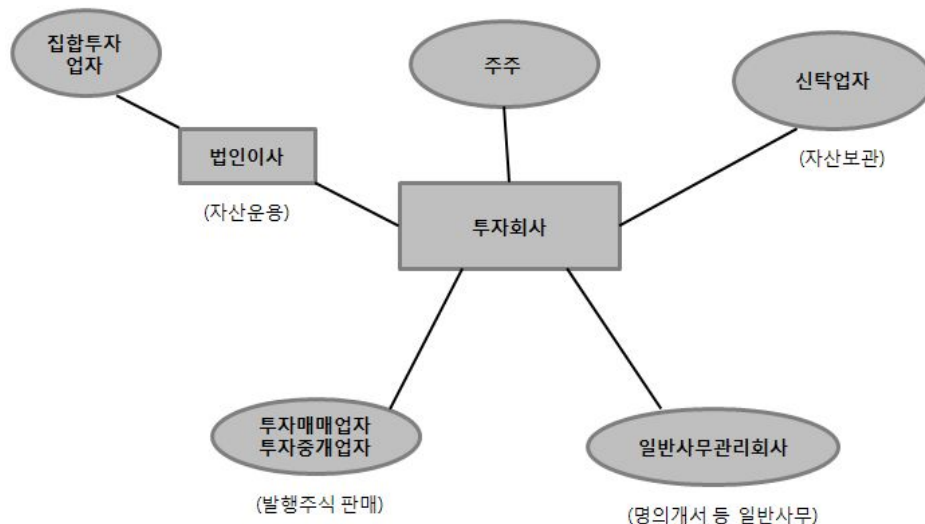 집합투자
업자
주주
신탁업자
법인이사
(자산보관)
(자산운용)
투자회사
투자매매업자
투자중개업자
일반사무관리회사
(발행주식 판매)
(명의개서 등 일반사무)